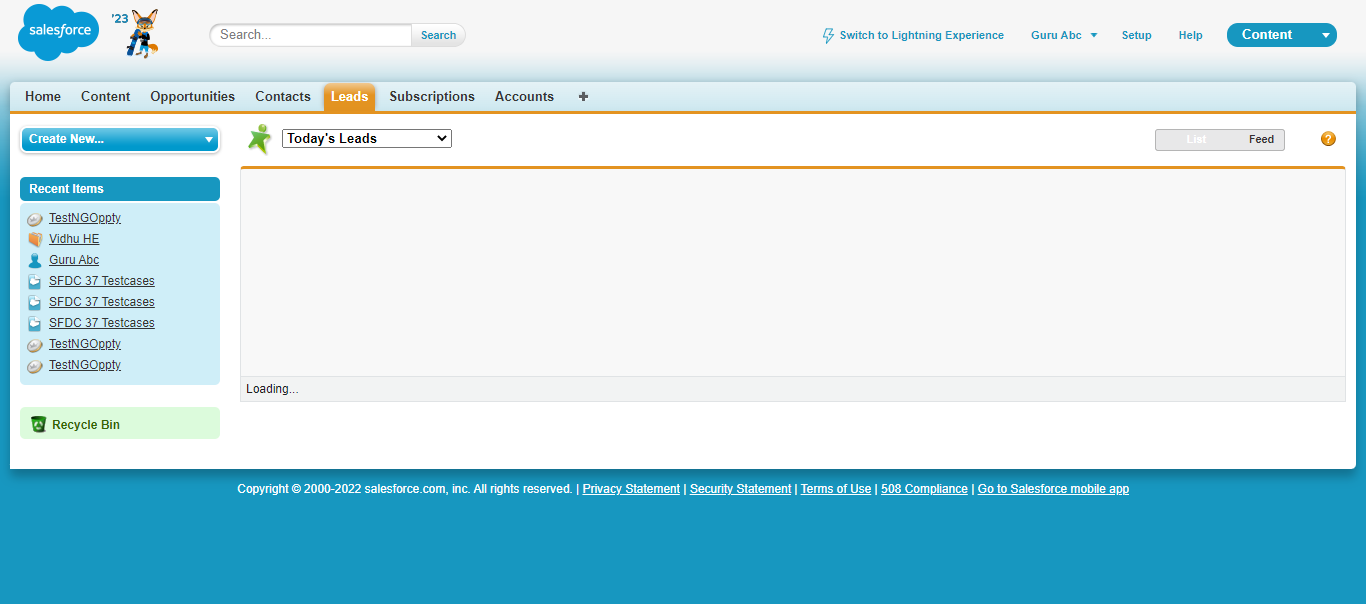 salesforce
'23
Search...
Search
Switch to Lightning Experience
Guru Abc
Setup
Help
Content
Home
Content
Opportunities
Contacts
Leads
Subscriptions
Accounts
+
Create New...
Today's Leads
List
Feed
?
Recent Items
TestNGOppty
Vidhu HE
Guru Abc
SFDC 37 Testcases
SFDC 37 Testcases
SFDC 37 Testcases
TestNGOppty
TestNGOppty
Loading...
Recycle Bin
Copyright © 2000-2022 salesforce.com, inc. All rights reserved. | Privacy Statement | Security Statement | Terms of Use | 508 Compliance | Go to Salesforce mobile app